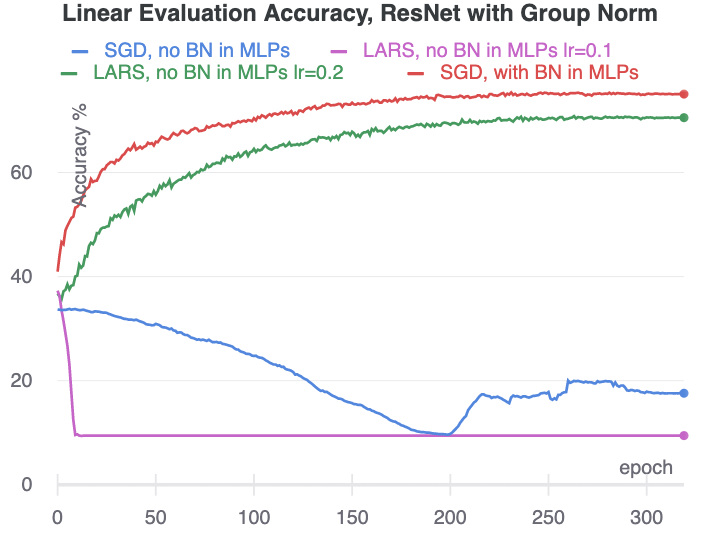 Linear Evaluation Accuracy, ResNet with Group Norm
SGD, no BN in MLPs LARS, no BN in MLPs lr=0.1
LARS, no BN in MLPs lr=0.2 SGD, with BN in MLPs
Accuracy %
60
40
20
0
epoch
0 50 100 150 200 250 300